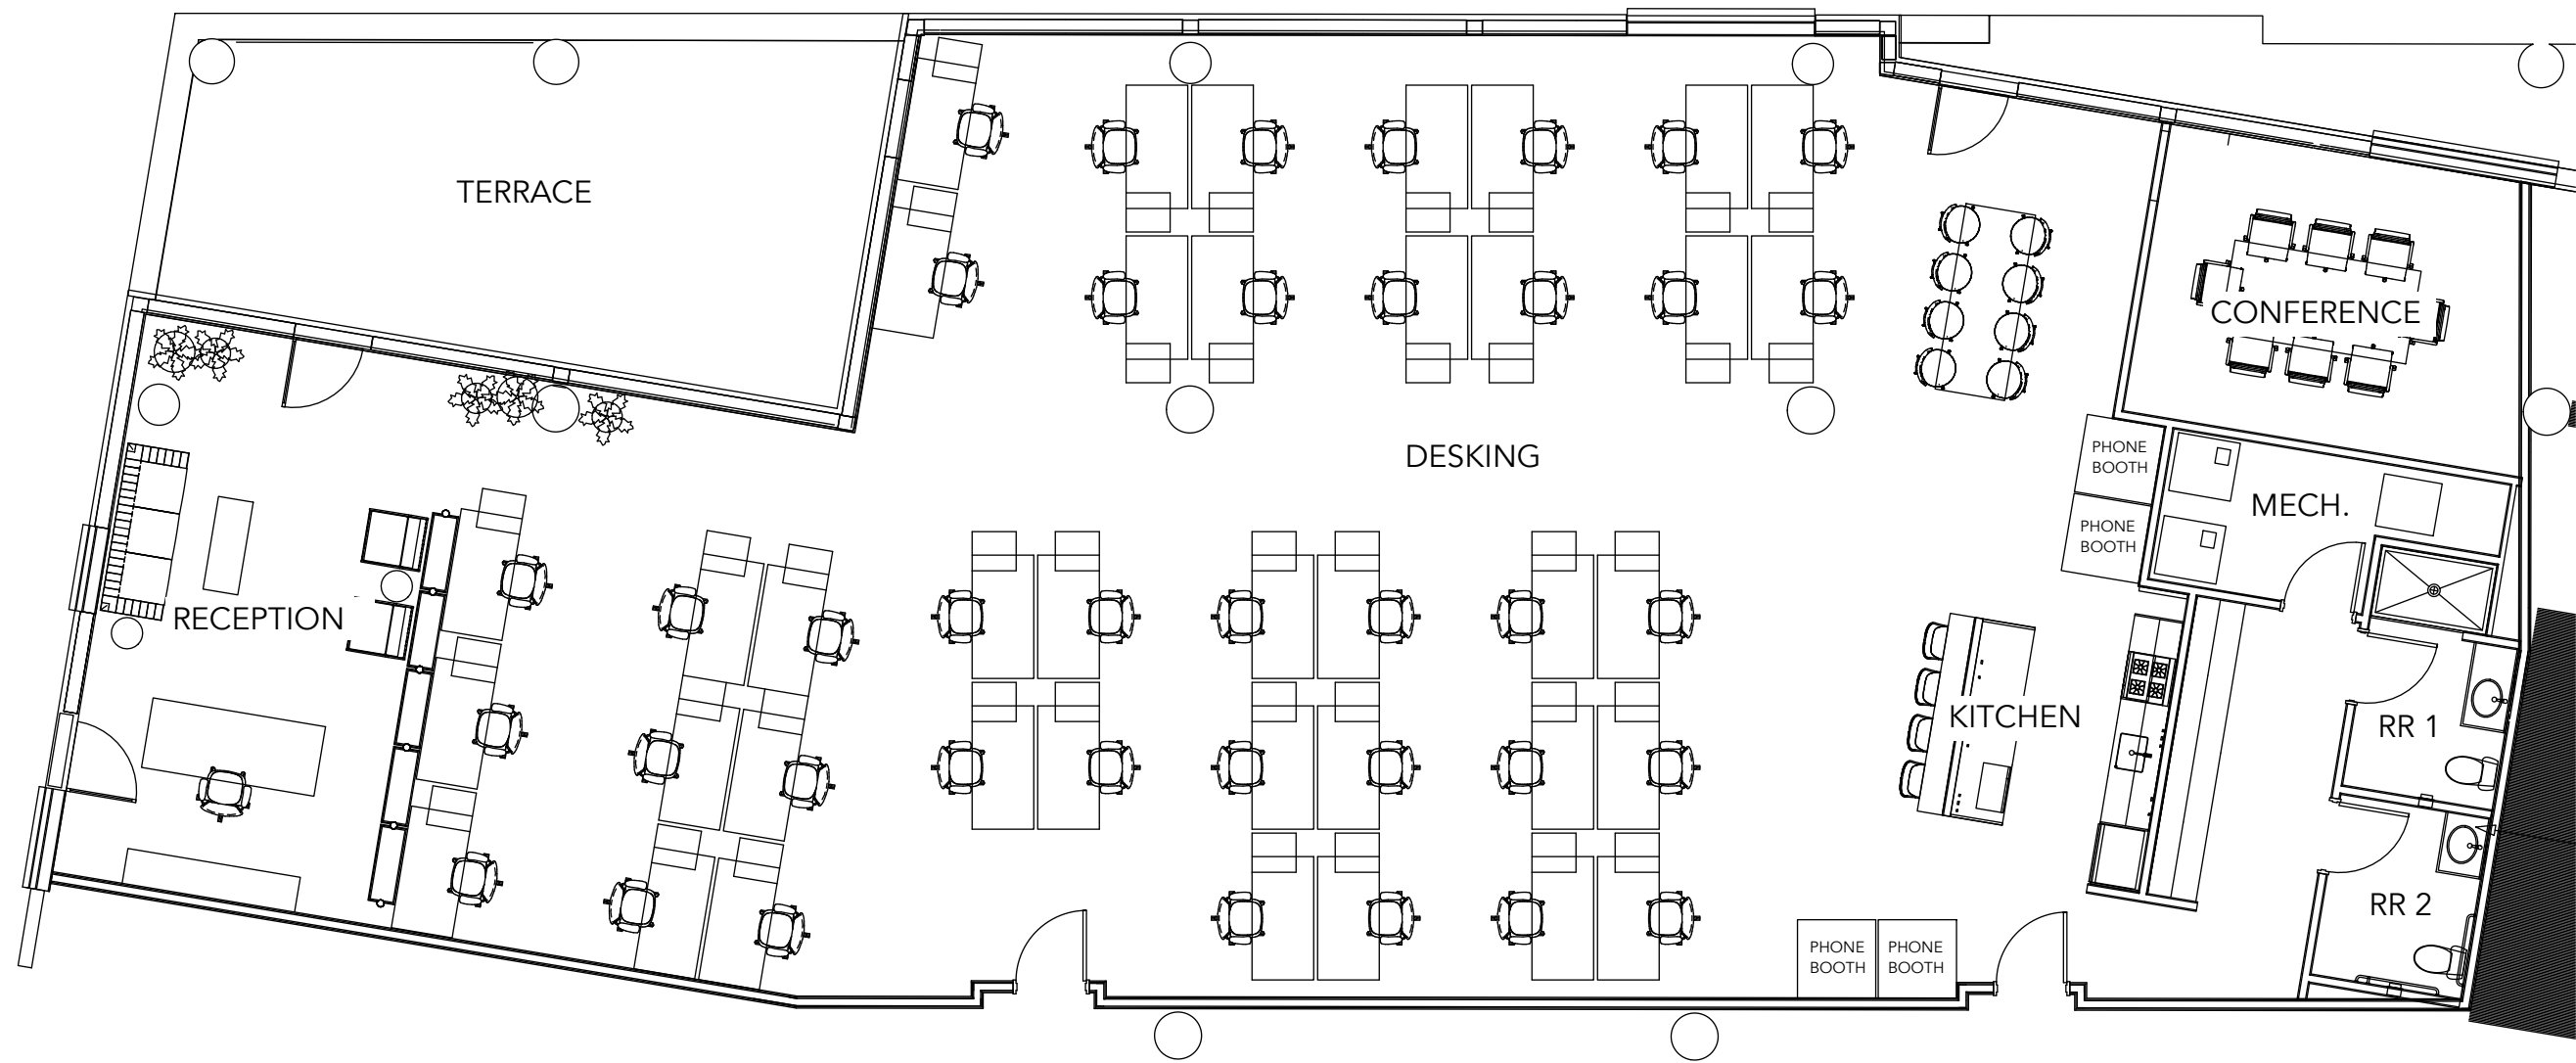 TERRACE
CONFERENCE
DESKING
PHONE
BOOTH
MECH.
PHONE
BOOTH
RECEPTION
KITCHEN
RR 1
RR 2
PHONE
BOOTH
PHONE
BOOTH